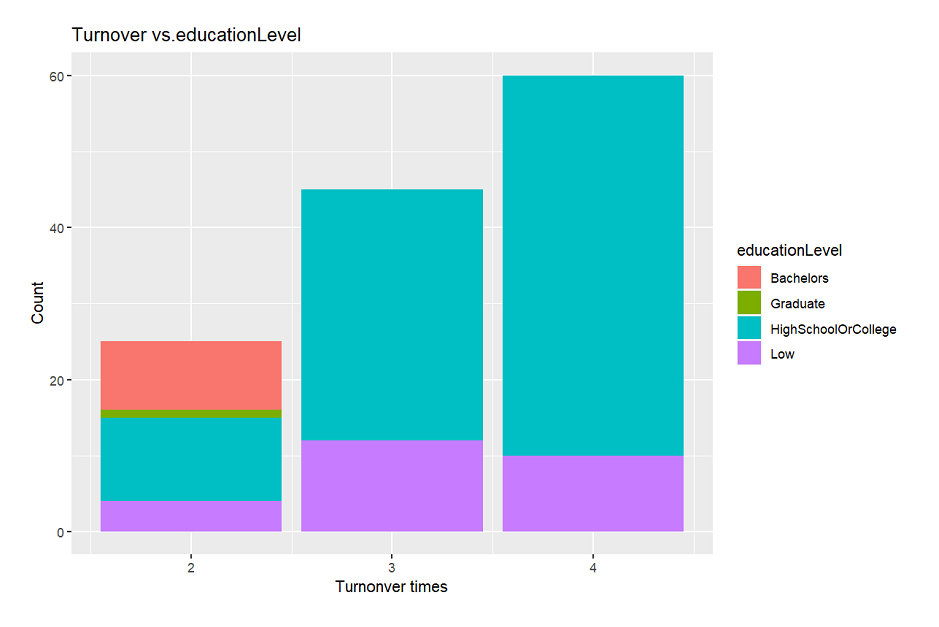 Turnover vs.educationLevel
60
40
20
0
Count
2 3 4
Turnonver times
educationLevel
Bachelors
Graduate
HighSchoolOrCollege
Low